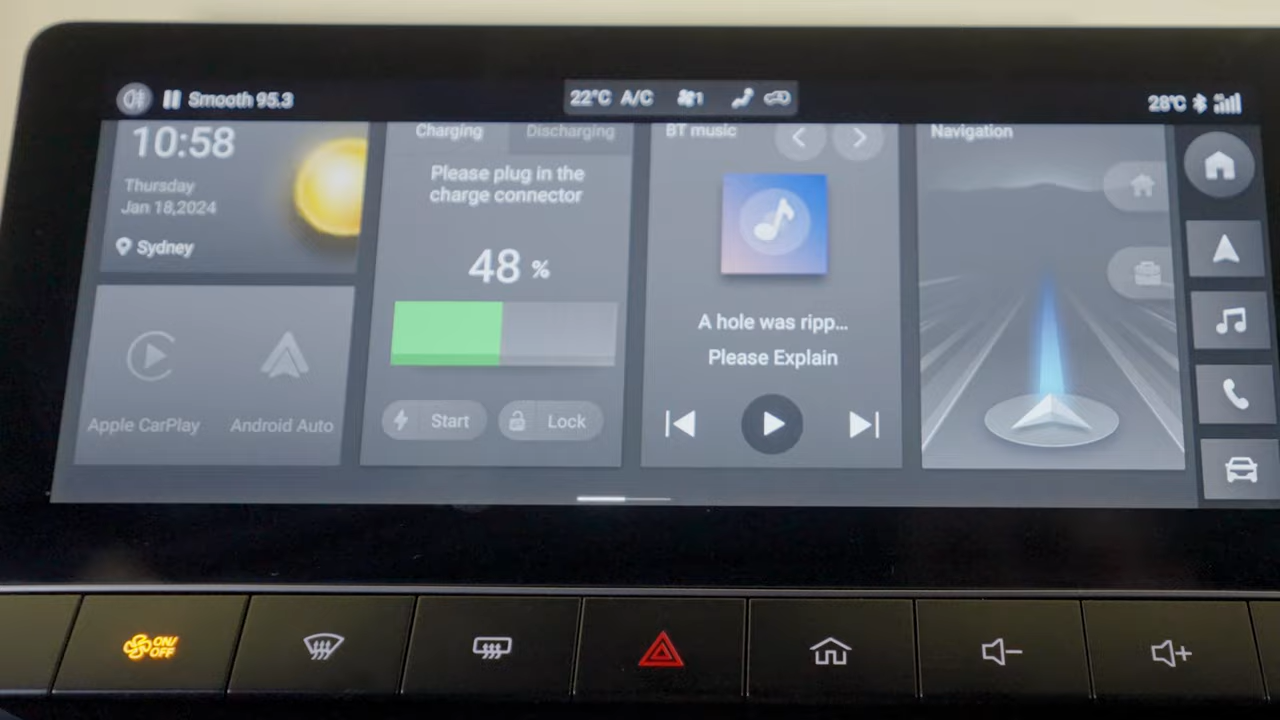 Smooth 95.3
22°C A/C 1
28°C 4G
10:58
Thursday
Jan 18,2024
Sydney
Apple CarPlay
Android Auto
Charging
Discharging
Please plug in the
charge connector
48 %
Start
Lock
BT music
A hole was ripp...
Please Explain
Navigation
ON/
OFF